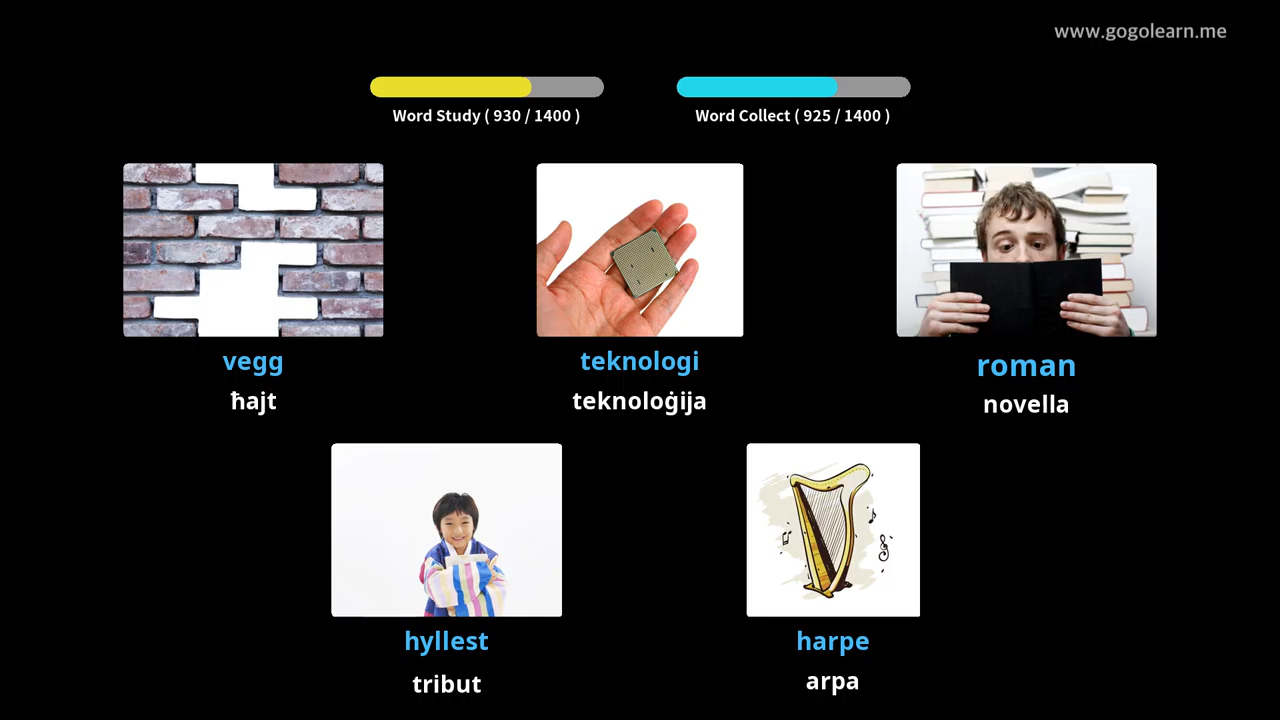 www.gogolearn.me
Word Study ( 930 / 1400 )
Word Collect ( 925 / 1400 )
vegg
ħajt
teknologi
teknoloġija
roman
novella
hyllest
tribut
harpe
arpa